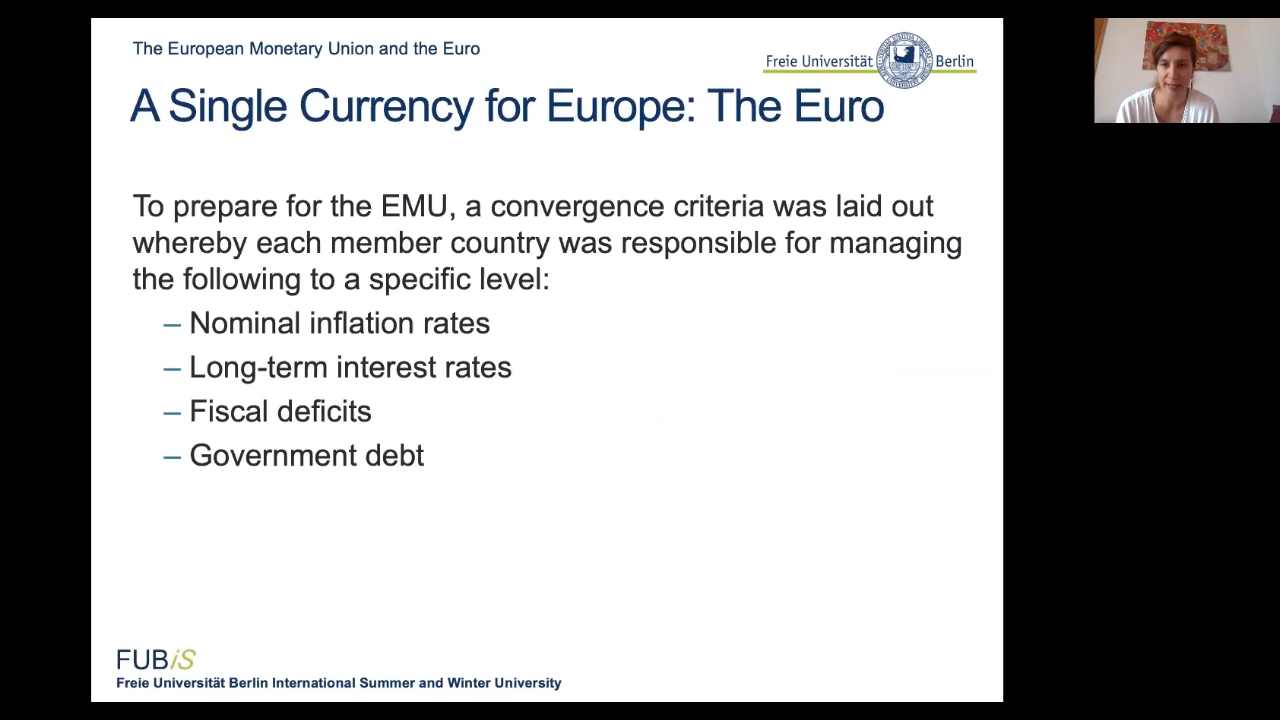 The European Monetary Union and the Euro
Freie Universität Berlin
A Single Currency for Europe: The Euro
To prepare for the EMU, a convergence criteria was laid out
whereby each member country was responsible for managing
the following to a specific level:
– Nominal inflation rates
– Long-term interest rates
– Fiscal deficits
– Government debt
FUBiS
Freie Universität Berlin International Summer and Winter University